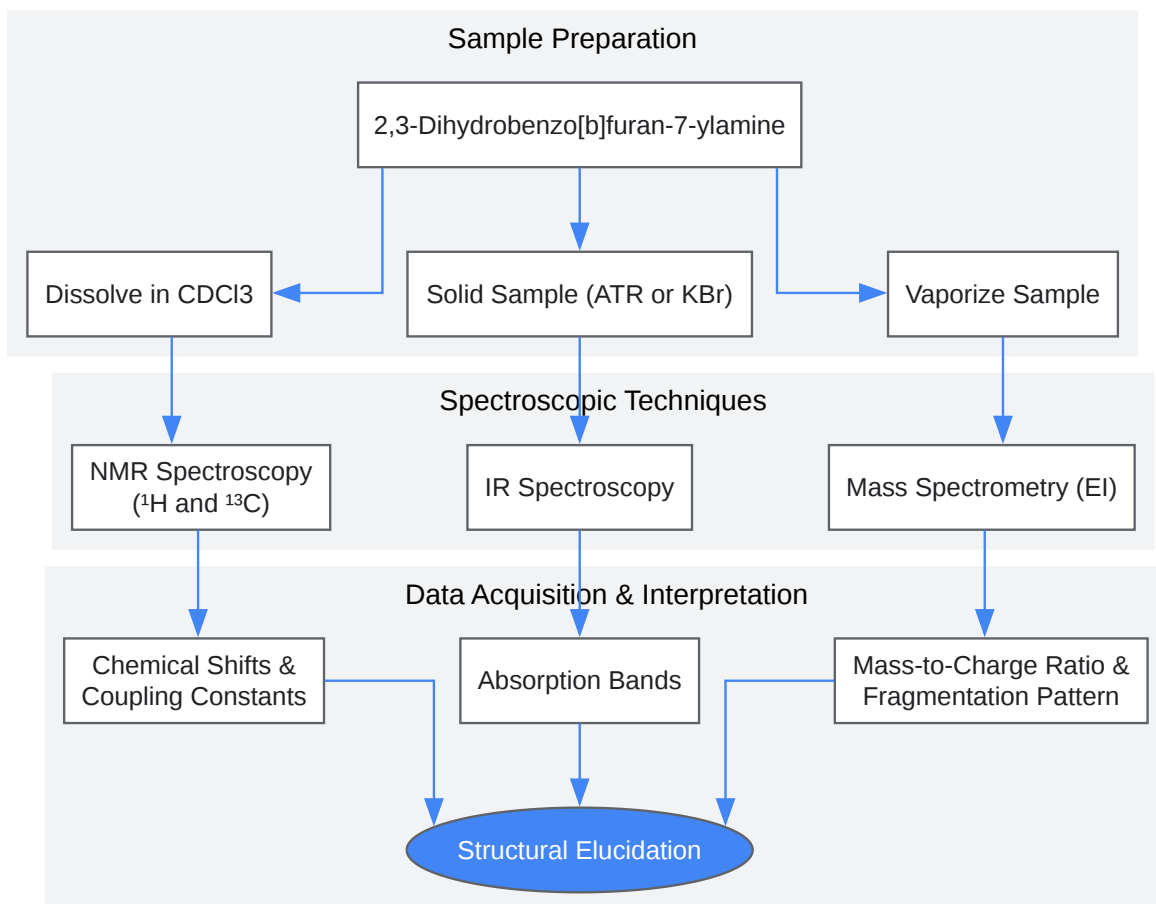 Sample Preparation
2,3-Dihydrobenzo[b]furan-7-ylamine
Dissolve in CDCl3
Solid Sample (ATR or KBr)
Vaporize Sample
Spectroscopic Techniques
NMR Spectroscopy
(¹H and ¹³C)
IR Spectroscopy
Mass Spectrometry (EI)
Data Acquisition & Interpretation
Chemical Shifts &
Coupling Constants
Absorption Bands
Mass-to-Charge Ratio &
Fragmentation Pattern
Structural Elucidation